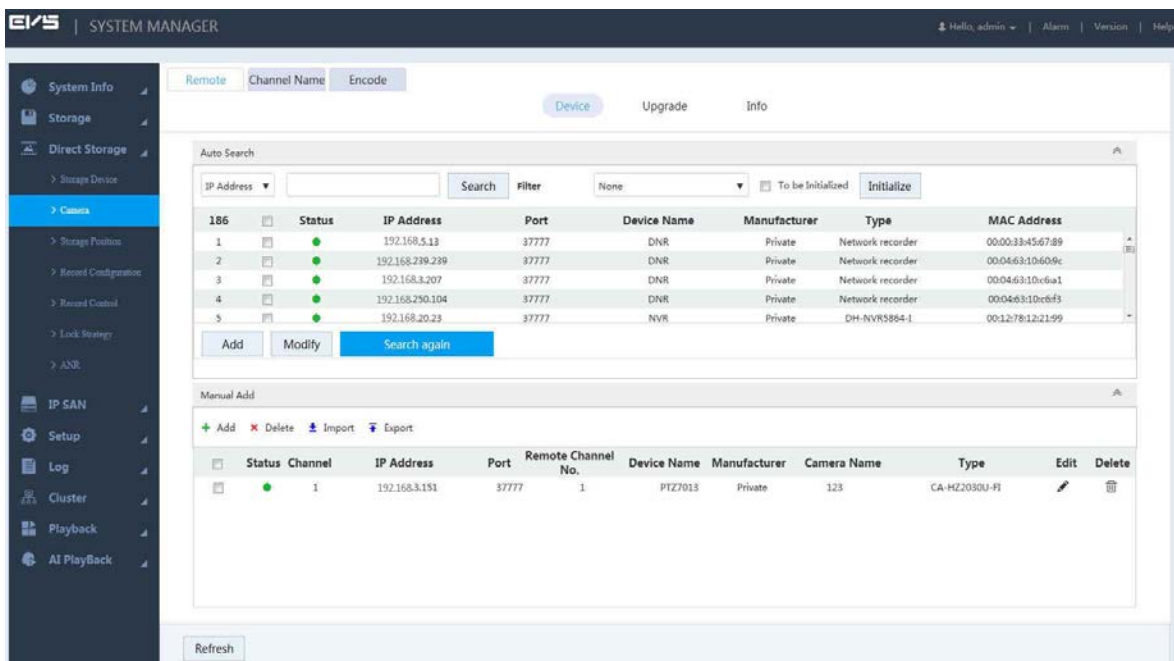 EVS | SYSTEM MANAGER Hello, admin | Alarm | Version | Help
System Info
Storage
Direct Storage
> Storage Device
> Camera
> Storage Position
> Record Configuration
> Record Control
> Lock Strategy
> ANR
IP SAN
Setup
Log
Cluster
Playback
AI PlayBack
Remote Channel Name Encode
Device Upgrade Info
Auto Search
IP Address Search Filter None To be Initialized Initialize
186 Status IP Address Port Device Name Manufacturer Type MAC Address
1 192.168.5.13 37777 DNR Private Network recorder 00:00:33:45:67:89
2 192.168.239.239 37777 DNR Private Network recorder 00:04:63:10:60:9c
3 192.168.3.207 37777 DNR Private Network recorder 00:04:63:10:c6:a1
4 192.168.250.104 37777 DNR Private Network recorder 00:04:63:10:c6:f3
5 192.168.20.23 37777 NVR Private DH-NVR5864-I 00:12:78:12:21:99
Add Modify Search again
Manual Add
+ Add × Delete Import Export
Status Channel IP Address Port Remote Channel No. Device Name Manufacturer Camera Name Type Edit Delete
1 192.168.3.151 37777 1 PTZ7013 Private 123 CA-HZ2030U-FI
Refresh